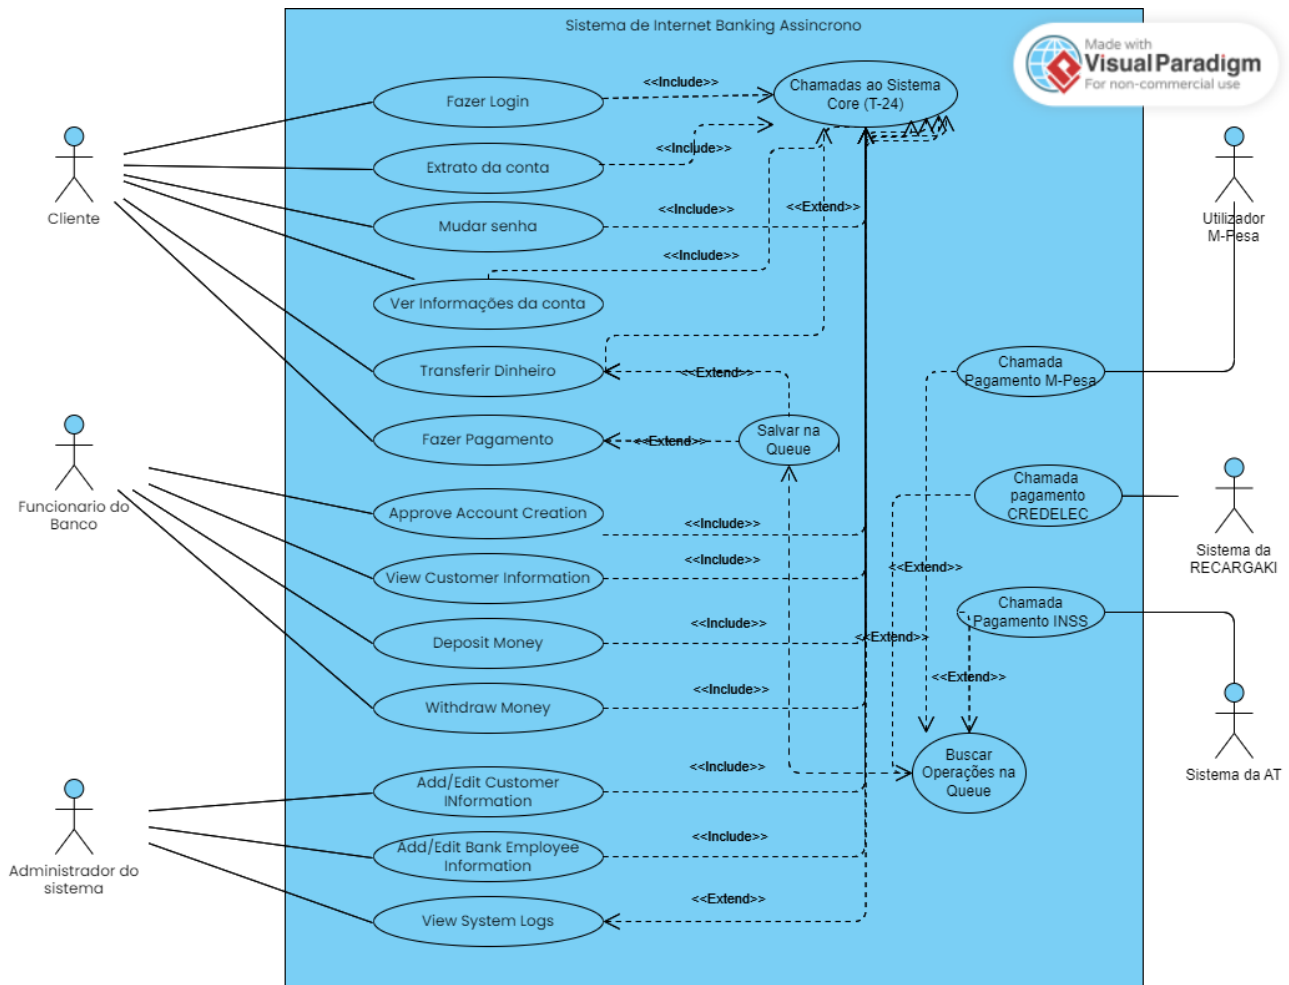 Sistema de Internet Banking Assincrono
Made with
Visual Paradigm
For non-commercial use
Chamadas ao Sistema
Core (T-24)
Fazer Login
<<Include>>
Extrato da conta
<<Include>>
Cliente
Mudar senha
<<Include>>
<<Extend>>
Utilizador
M-Pesa
<<Include>>
Ver Informações da conta
Transferir Dinheiro
<<Extend>>
Chamada
Pagamento M-Pesa
Fazer Pagamento
<<Extend>>
Salvar na
Queue
Funcionario do
Banco
Approve Account Creation
<<Include>>
Chamada
pagamento
CREDELEC
Sistema da
RECARGAKI
View Customer Information
<<Include>>
<<Extend>>
Chamada
Pagamento INSS
Deposit Money
<<Include>>
<<Extend>>
<<Extend>>
Withdraw Money
<<Include>>
Buscar
Operações na
Queue
Sistema da AT
Add/Edit Customer
INformation
<<Include>>
Administrador do
sistema
Add/Edit Bank Employee
Information
<<Include>>
View System Logs
<<Extend>>